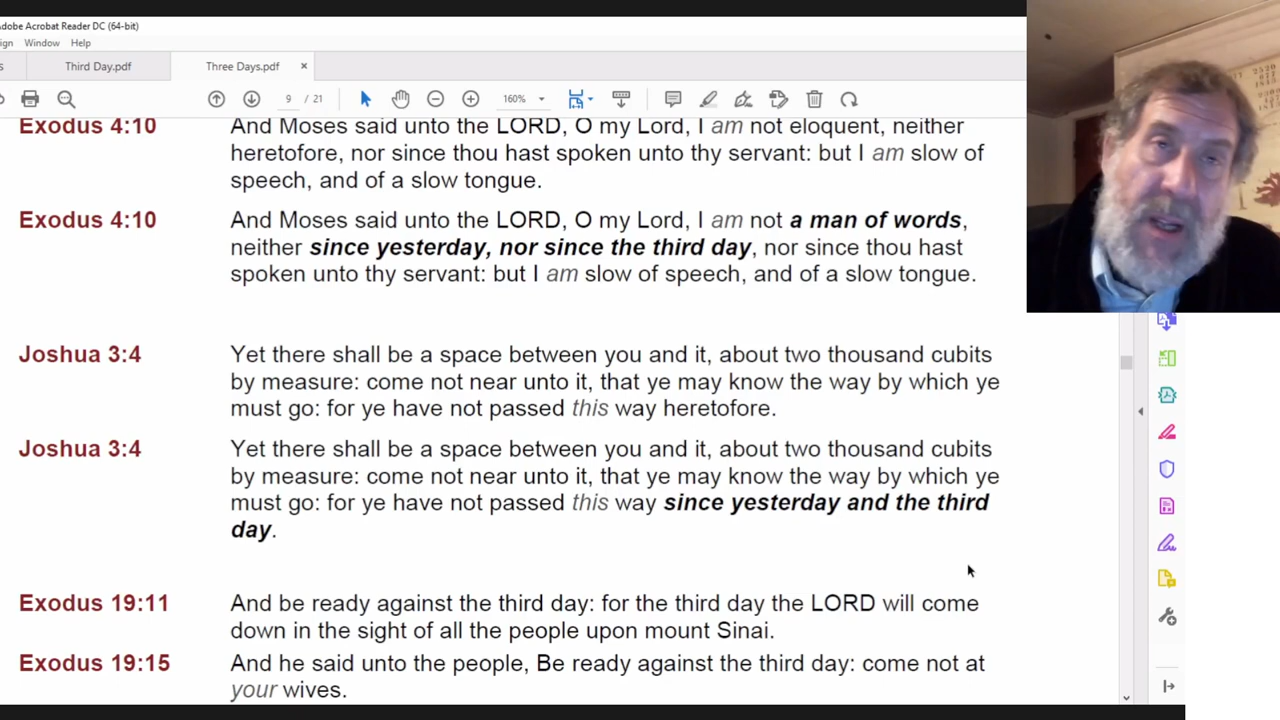 Adobe Acrobat Reader DC (64-bit)
ign Window Help
s Third Day.pdf Three Days.pdf ×
9 / 21 160%
Exodus 4:10 And Moses said unto the LORD, O my Lord, I am not eloquent, neither
heretofore, nor since thou hast spoken unto thy servant: but I am slow of
speech, and of a slow tongue.
Exodus 4:10 And Moses said unto the LORD, O my Lord, I am not a man of words,
neither since yesterday, nor since the third day, nor since thou hast
spoken unto thy servant: but I am slow of speech, and of a slow tongue.
Joshua 3:4 Yet there shall be a space between you and it, about two thousand cubits
by measure: come not near unto it, that ye may know the way by which ye
must go: for ye have not passed this way heretofore.
Joshua 3:4 Yet there shall be a space between you and it, about two thousand cubits
by measure: come not near unto it, that ye may know the way by which ye
must go: for ye have not passed this way since yesterday and the third
day.
Exodus 19:11 And be ready against the third day: for the third day the LORD will come
down in the sight of all the people upon mount Sinai.
Exodus 19:15 And he said unto the people, Be ready against the third day: come not at
your wives.
2520